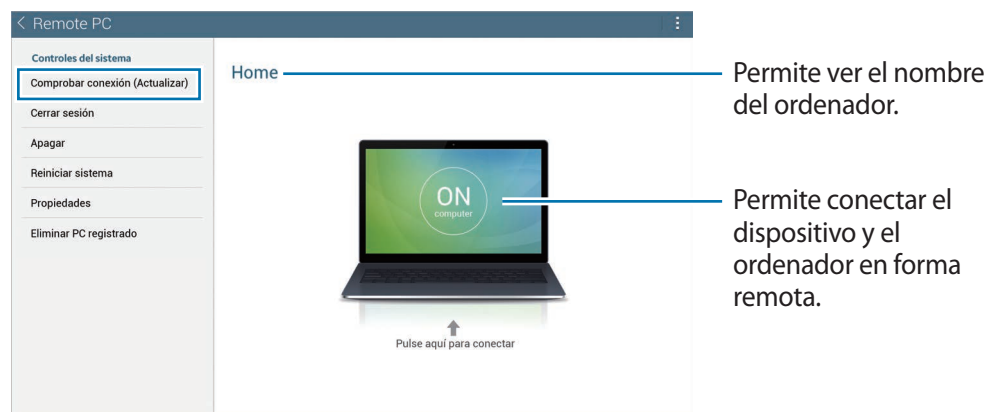 Remote PC
Controles del sistema
Comprobar conexión (Actualizar)
Cerrar sesión
Apagar
Reiniciar sistema
Propiedades
Eliminar PC registrado
Home
ON
computer
Pulse aquí para conectar
Permite ver el nombre
del ordenador.
Permite conectar el
dispositivo y el
ordenador en forma
remota.